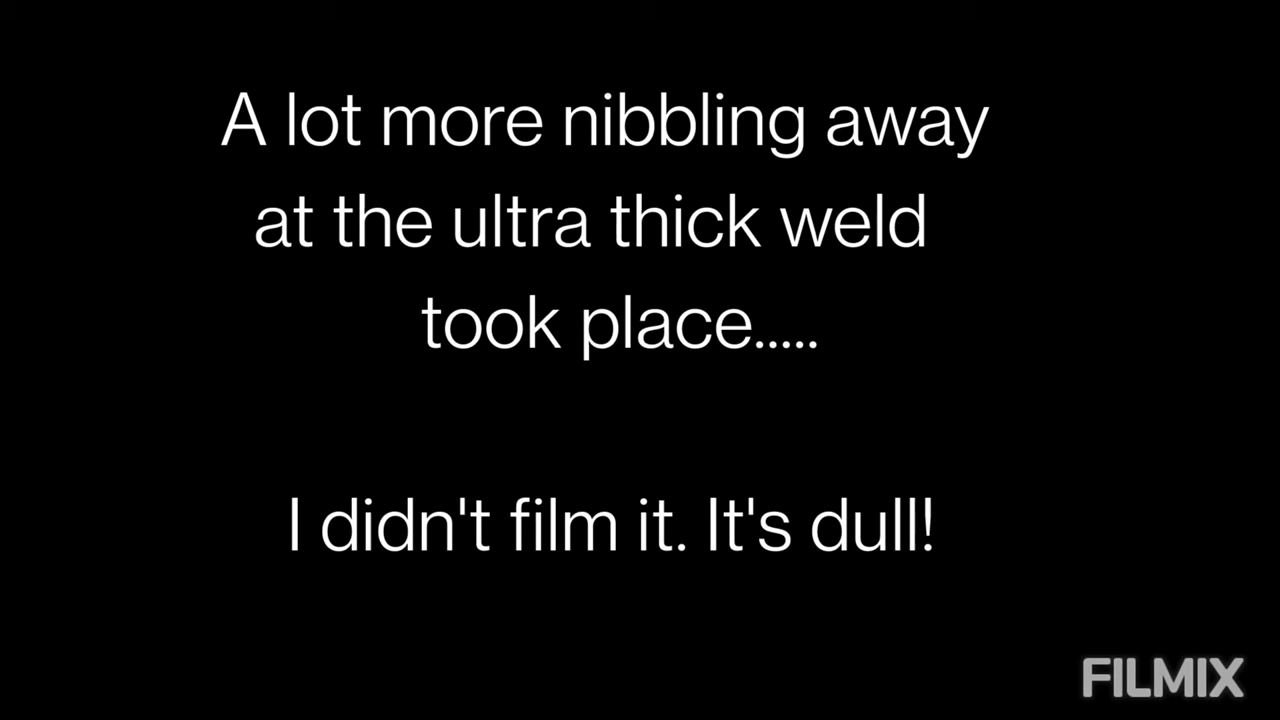 A lot more nibbling away
at the ultra thick weld
took place.....
I didn't film it. It's dull!
FILMIX